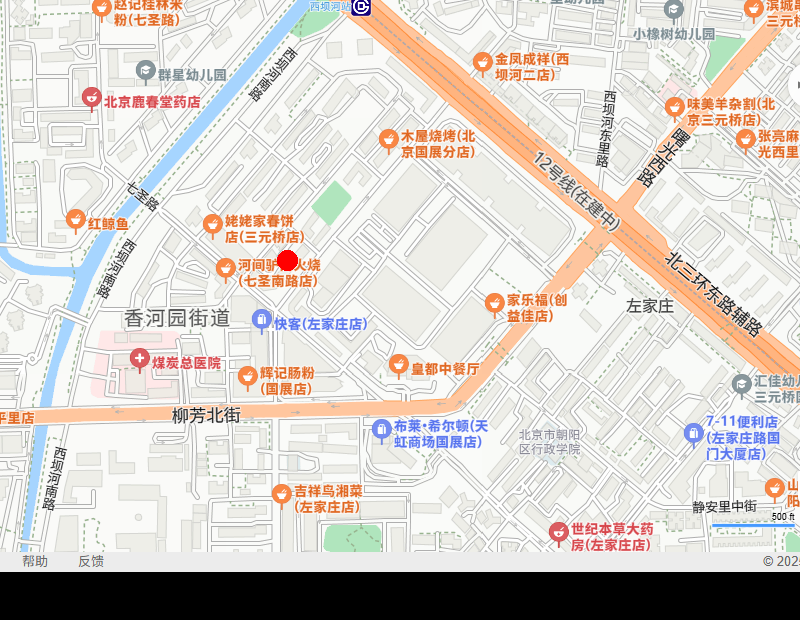 赵记桂林米
粉(七圣路)
西坝河站
小橡树幼儿园
三元桥
群星幼儿园
西坝河南路
金凤成祥(西
坝河二店)
北京鹿春堂药店
西坝河东里路
味美羊杂割(北
京三元桥店)
曙光西路
张亮麻
光西里
木屋烧烤(北
京国展分店)
12号线(在建中)
七圣路
红鲸鱼
姥姥家春饼
店(三元桥店)
西坝河南路
河间驴
火烧
(七圣南路店)
北三环东路辅路
家乐福(创
益佳店)
左家庄
香河园街道
快客(左家庄店)
煤炭总医院
辉记肠粉
(国展店)
皇都中餐厅
汇佳幼儿
三元桥
平里店
柳芳北街
布莱·希尔顿(天
虹商场国展店)
7-11便利店
(左家庄路国
门大厦店)
北京市朝阳
区行政学院
西坝河南路
吉祥鸟湘菜
(左家庄店)
静安里中街
500 ft
世纪本草大药
房(左家庄店)
帮助
反馈